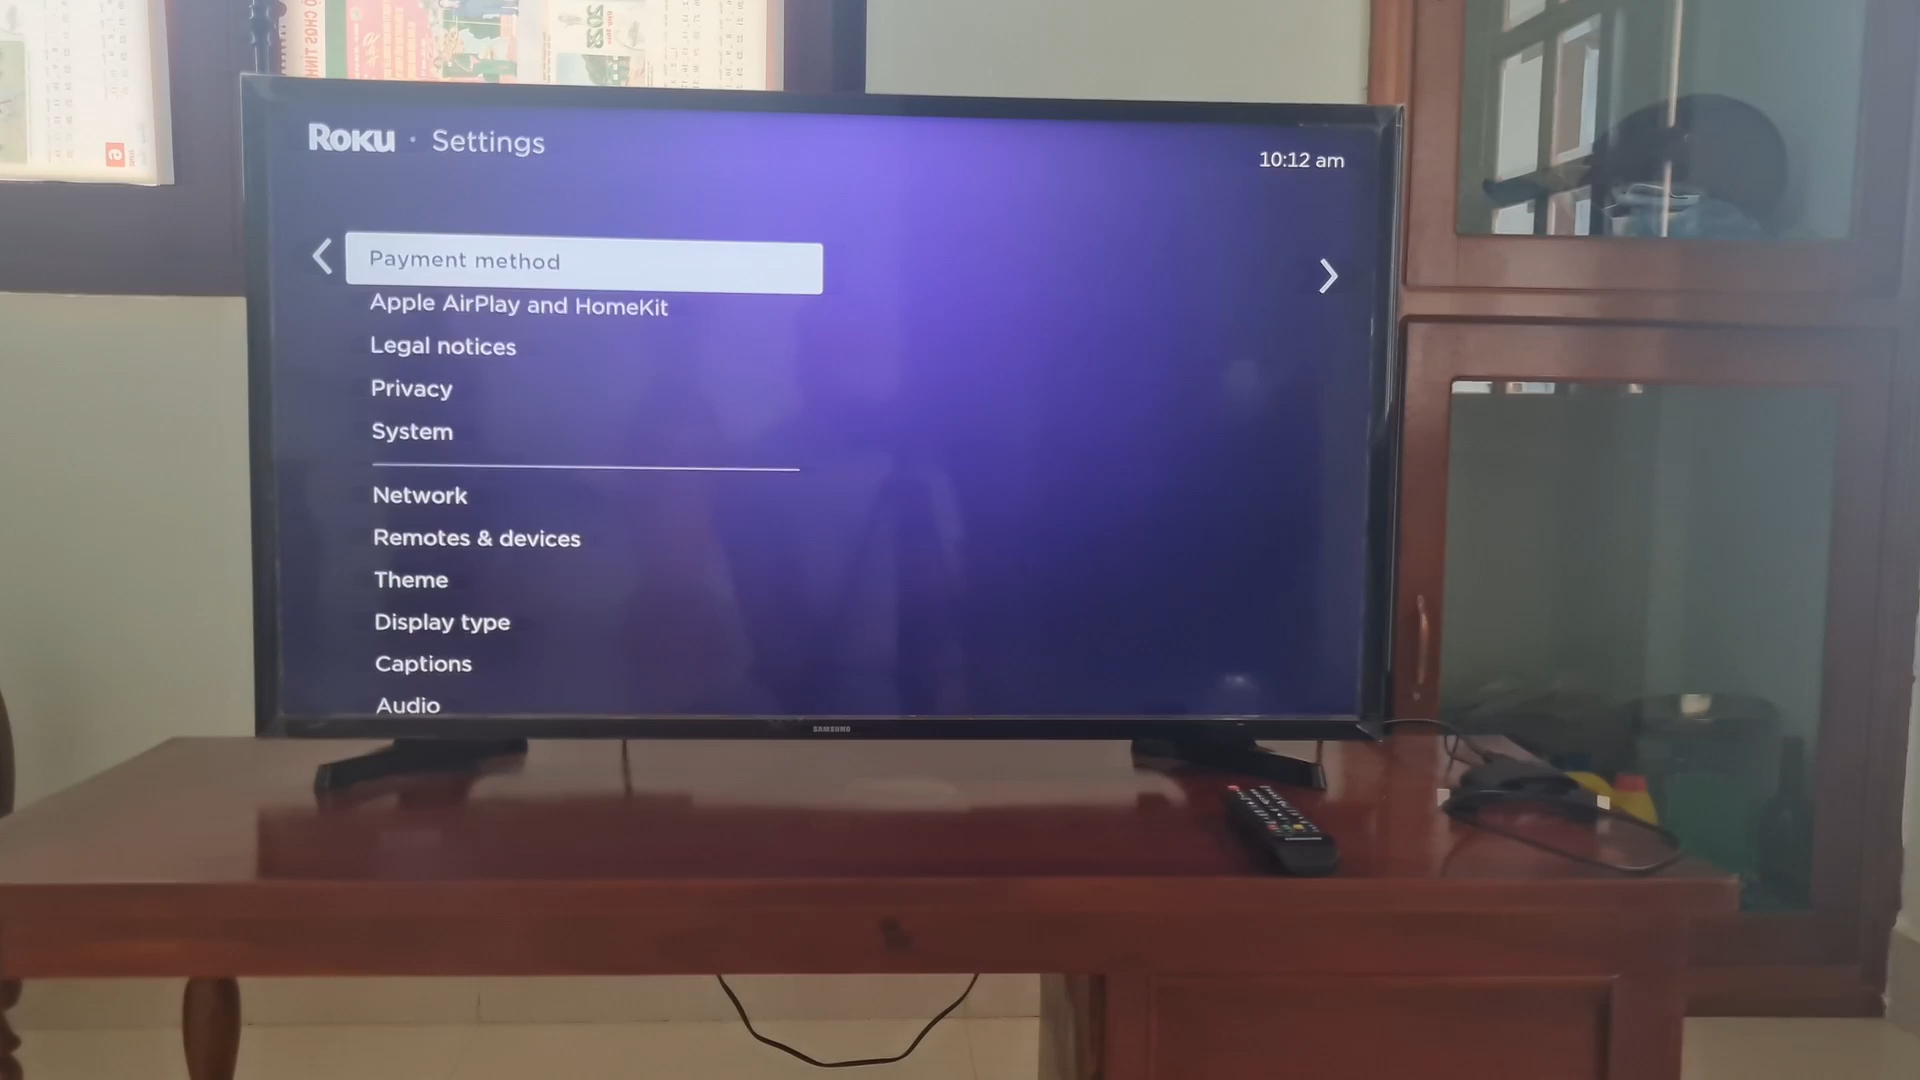 Roku · Settings
10:12 am
Payment method
Apple AirPlay and HomeKit
Legal notices
Privacy
System
Network
Remotes & devices
Theme
Display type
Captions
Audio
SAMSUNG